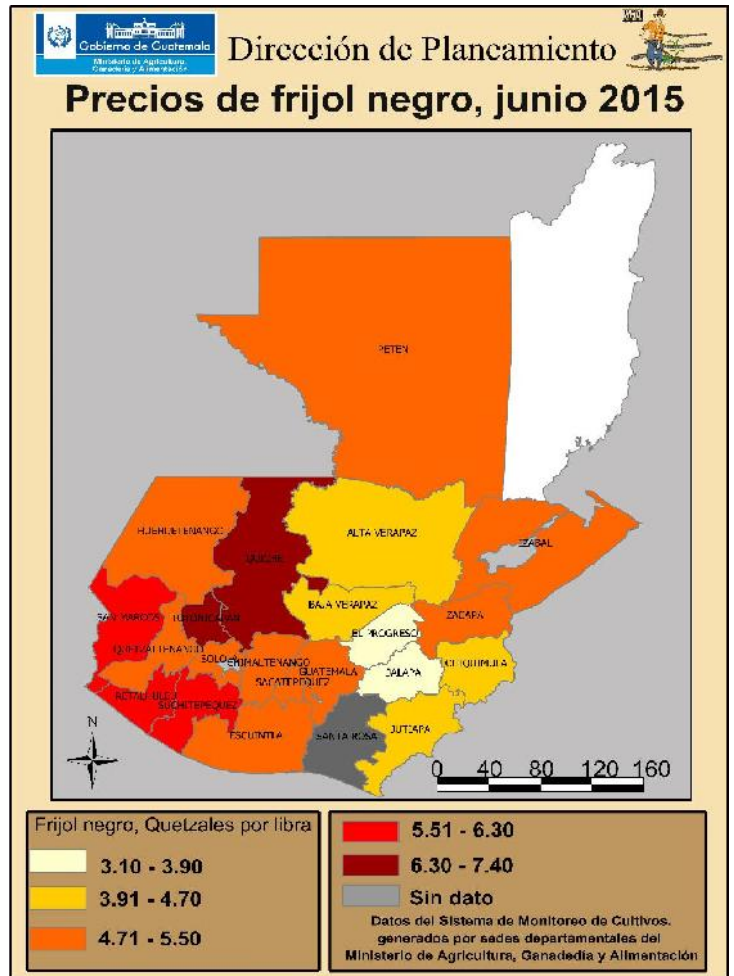 Gobierno de Guatemala
Ministerio de Agricultura,
Ganadería y Alimentación
Dirección de Planeamiento
Precios de frijol negro, junio 2015
PETEN
HUEHUETENANGO
QUICHE
ALTA VERAPAZ
IZABAL
SAN MARCOS
TOTONICAPAN
BAJA VERAPAZ
ZACAPA
EL PROGRESO
QUETZALTENANGO
SOLOLA
CHIMALTENANGO
GUATEMALA
CHIQUIMULA
JALAPA
SACATEPEQUEZ
RETALHULEU
SUCHITEPEQUEZ
ESCUINTLA
SANTA ROSA
JUTIAPA
N
0 40 80 120 160
Frijol negro, Quetzales por libra
3.10 - 3.90
3.91 - 4.70
4.71 - 5.50
5.51 - 6.30
6.30 - 7.40
Sin dato
Datos del Sistema de Monitoreo de Cultivos.
generados por sedes departamentales del
Ministerio de Agricultura, Ganadedía y Alimentación